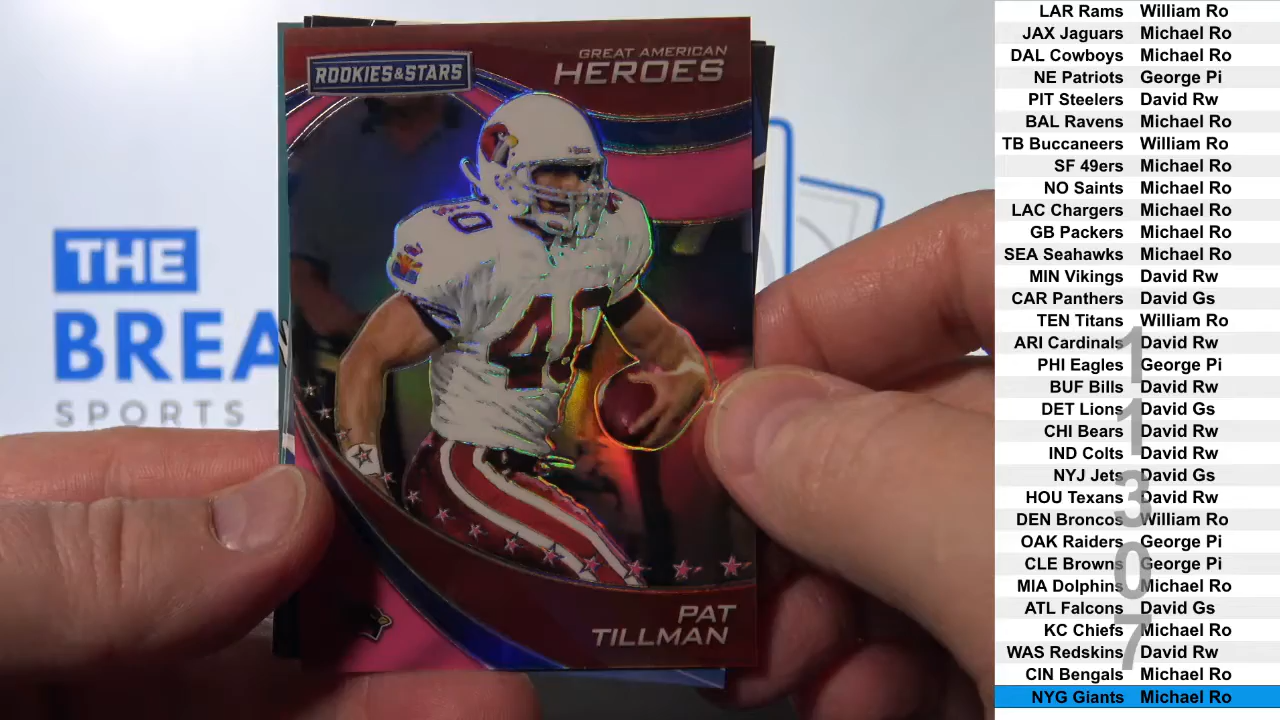 THE
BREA
SPORTS
ROOKIES & STARS
GREAT AMERICAN
HEROES
40
40
PAT
TILLMAN
LAR Rams William Ro
JAX Jaguars Michael Ro
DAL Cowboys Michael Ro
NE Patriots George Pi
PIT Steelers David Rw
BAL Ravens Michael Ro
TB Buccaneers William Ro
SF 49ers Michael Ro
NO Saints Michael Ro
LAC Chargers Michael Ro
GB Packers Michael Ro
SEA Seahawks Michael Ro
MIN Vikings David Rw
CAR Panthers David Gs
TEN Titans William Ro
ARI Cardinals David Rw
PHI Eagles George Pi
BUF Bills David Rw
DET Lions David Gs
CHI Bears David Rw
IND Colts David Rw
NYJ Jets David Gs
HOU Texans David Rw
DEN Broncos William Ro
OAK Raiders George Pi
CLE Browns George Pi
MIA Dolphins Michael Ro
ATL Falcons David Gs
KC Chiefs Michael Ro
WAS Redskins David Rw
CIN Bengals Michael Ro
NYG Giants Michael Ro
1
1
3
0
7